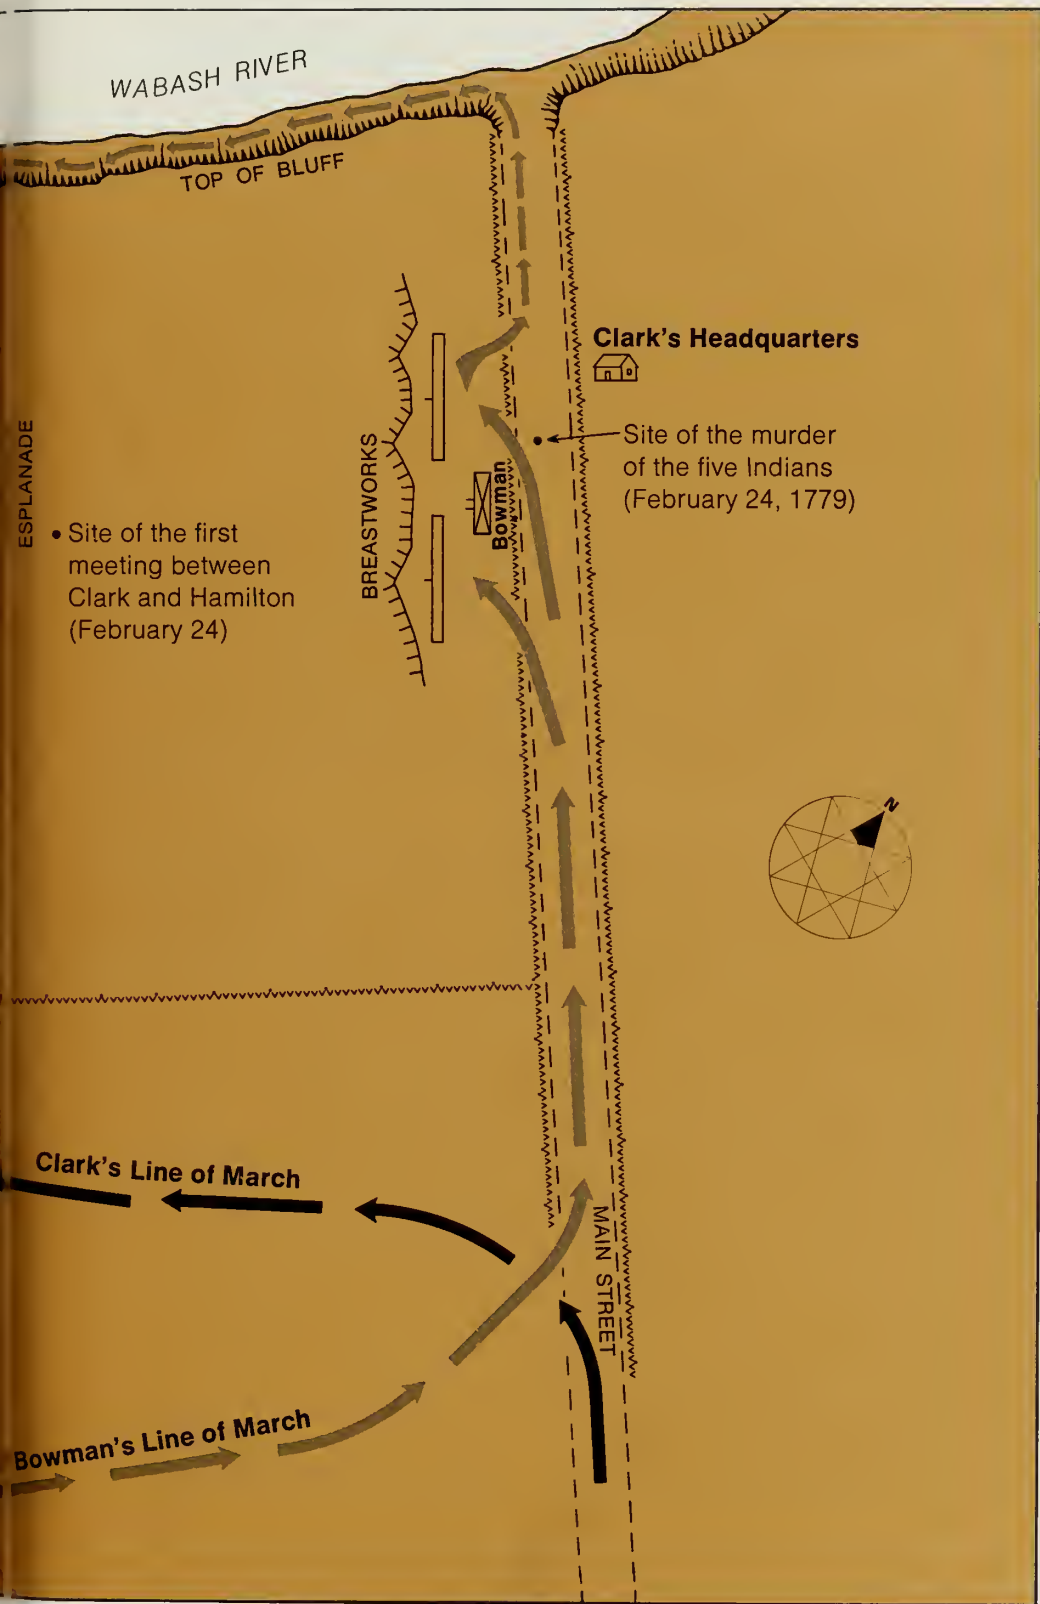 WABASH RIVER
TOP OF BLUFF
Clark's Headquarters
Site of the murder
of the five Indians
(February 24, 1779)
ESPLANADE
Site of the first
meeting between
Clark and Hamilton
(February 24)
BREASTWORKS
Bowman
N
Clark's Line of March
MAIN STREET
Bowman's Line of March